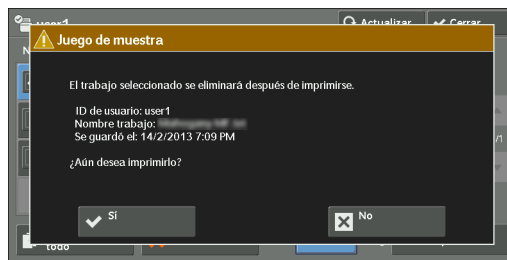 user1
Actualizar
Cerrar
Juego de muestra
El trabajo seleccionado se eliminará después de imprimirse.
ID de usuario: user1
Nombre trabajo:
Se guardó el: 14/2/2013 7:09 PM
¿Aún desea imprimirlo?
Sí
No
todo